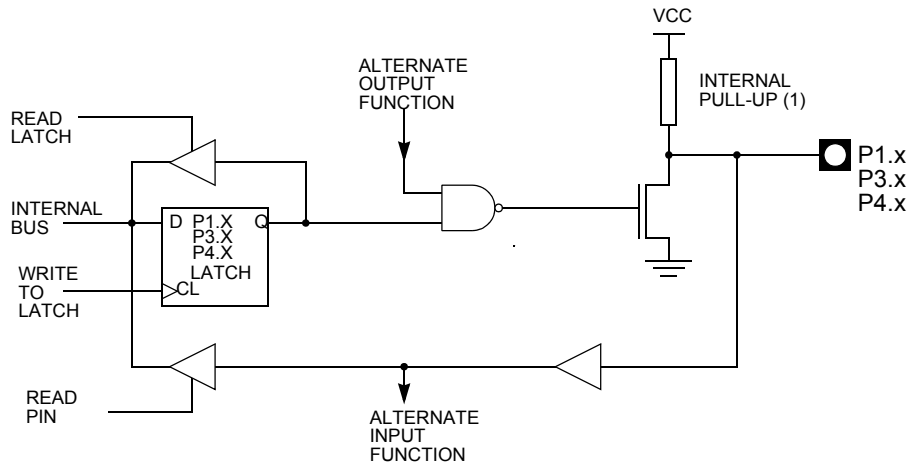 VCC
ALTERNATE
OUTPUT
FUNCTION
INTERNAL
PULL-UP (1)
READ
LATCH
P1.x
P3.x
P4.x
INTERNAL
BUS
D P1.X Q
P3.X
P4.X
LATCH
CL
WRITE
TO
LATCH
READ
PIN
ALTERNATE
INPUT
FUNCTION